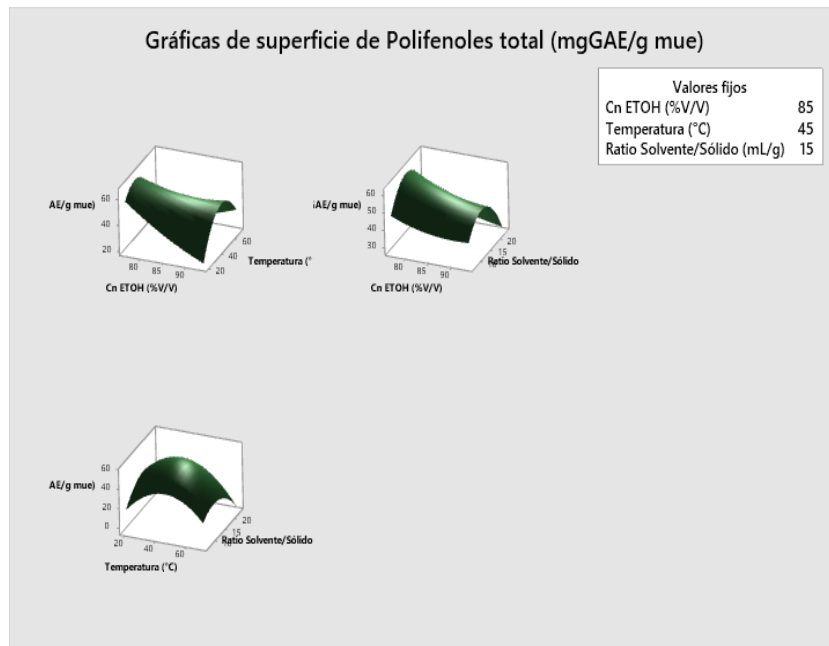 Gráficas de superficie de Polifenoles total (mgGAE/g mue)
Valores fijos
Cn ETOH (%V/V) 85
Temperatura (°C) 45
Ratio Solvente/Sólido (mL/g) 15
60
AE/g mue)
40
20
80 85 90
20 40 60
Temperatura (°
Cn ETOH (%V/V)
60
AE/g mue)
50
40
30
80 85 90
15 20
Ratio Solvente/Sólido
Cn ETOH (%V/V)
60
AE/g mue)
40
20
0
20 40 60
15 20
Ratio Solvente/Sólido
Temperatura (°C)